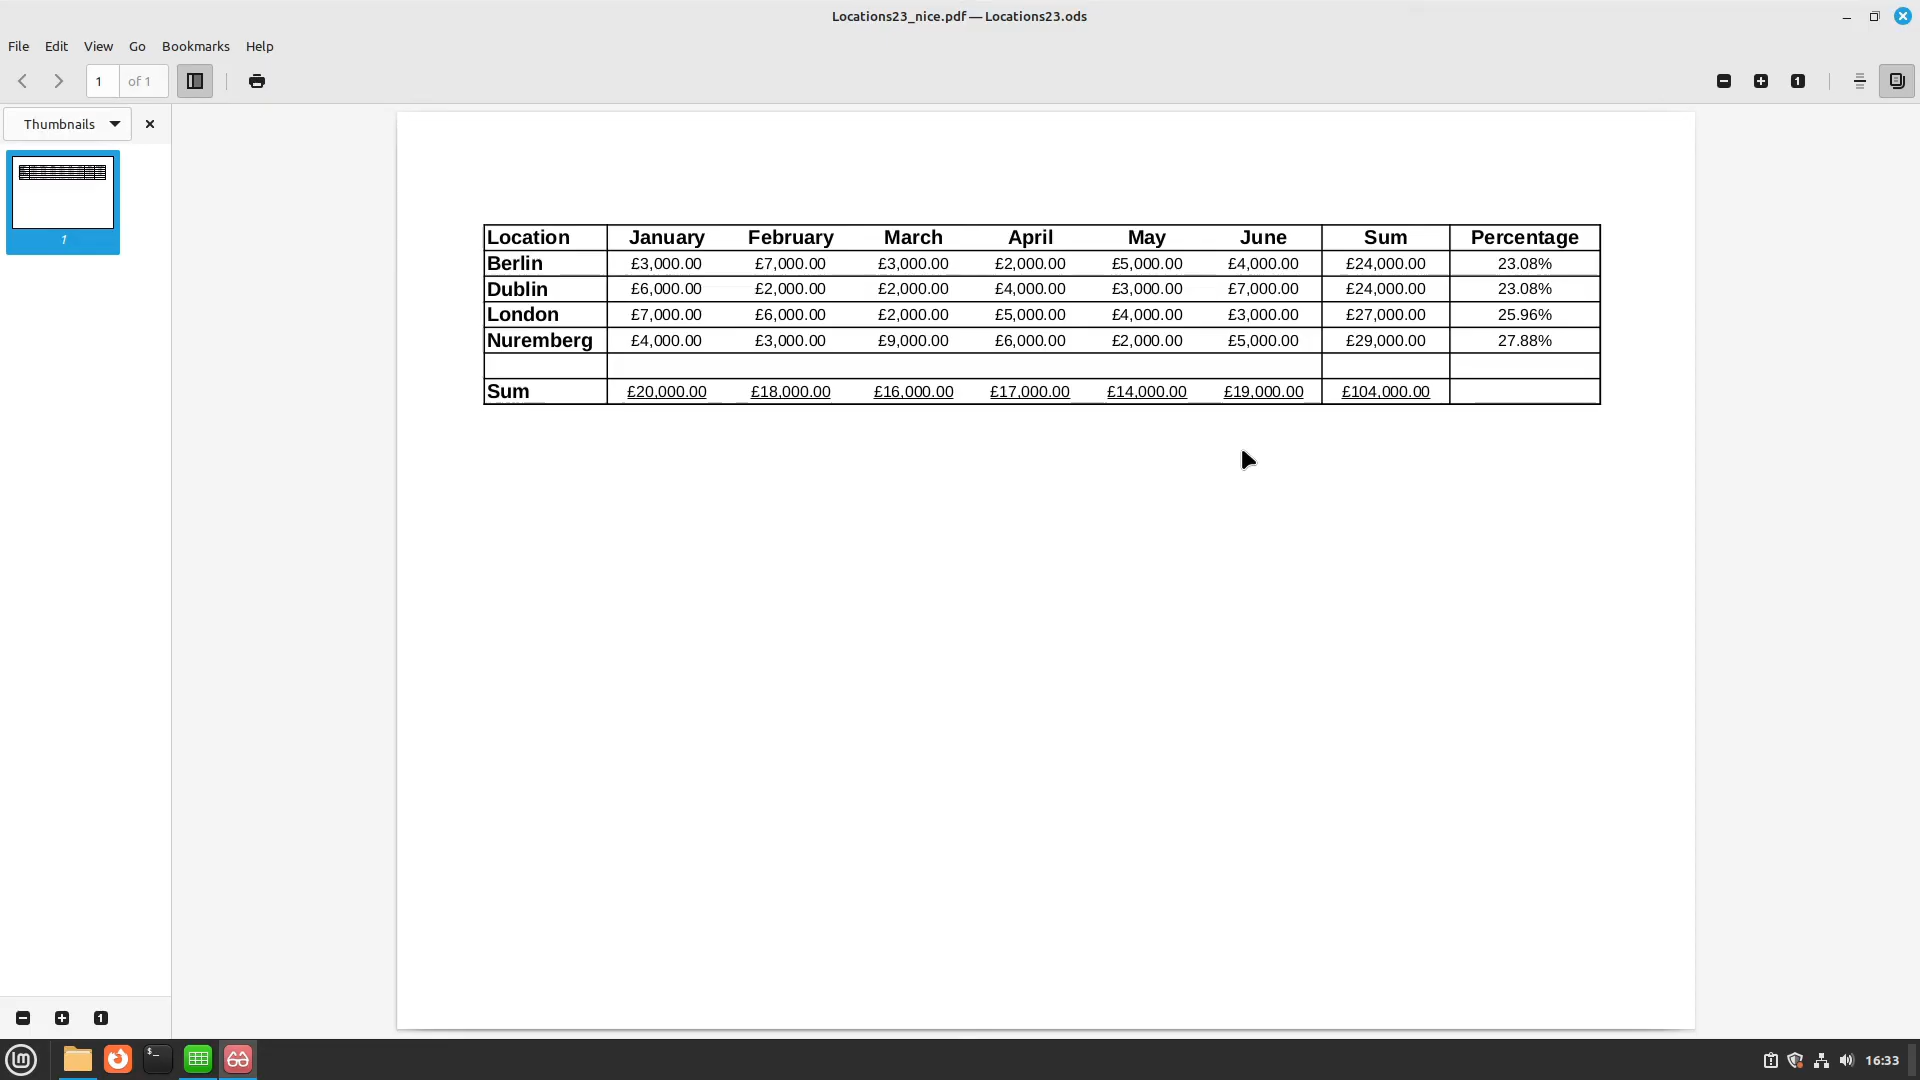 Locations23_nice.pdf — Locations23.ods
File Edit View Go Bookmarks Help
1 of 1
Thumbnails
1
Location January February March April May June Sum Percentage
Berlin £3,000.00 £7,000.00 £3,000.00 £2,000.00 £5,000.00 £4,000.00 £24,000.00 23.08%
Dublin £6,000.00 £2,000.00 £2,000.00 £4,000.00 £3,000.00 £7,000.00 £24,000.00 23.08%
London £7,000.00 £6,000.00 £2,000.00 £5,000.00 £4,000.00 £3,000.00 £27,000.00 25.96%
Nuremberg £4,000.00 £3,000.00 £9,000.00 £6,000.00 £2,000.00 £5,000.00 £29,000.00 27.88%
Sum £20,000.00 £18,000.00 £16,000.00 £17,000.00 £14,000.00 £19,000.00 £104,000.00
16:33